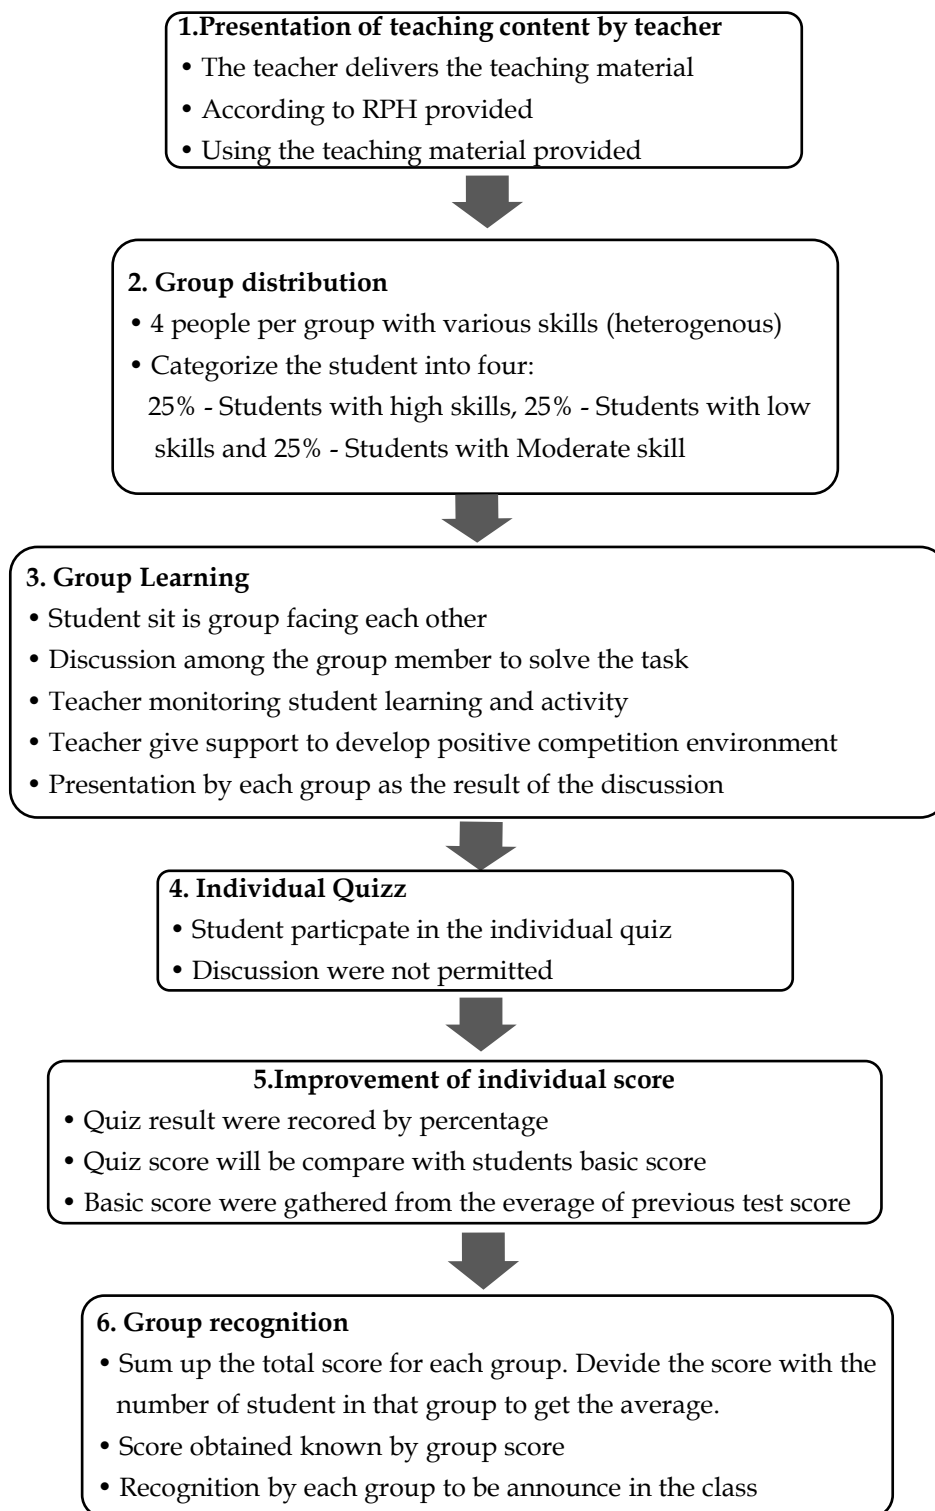 1.Presentation of teaching content by teacher
• The teacher delivers the teaching material
• According to RPH provided
• Using the teaching material provided
2. Group distribution
• 4 people per group with various skills (heterogenous)
• Categorize the student into four:
25% - Students with high skills, 25% - Students with low
skills and 25% - Students with Moderate skill
3. Group Learning
• Student sit is group facing each other
• Discussion among the group member to solve the task
• Teacher monitoring student learning and activity
• Teacher give support to develop positive competition environment
• Presentation by each group as the result of the discussion
4. Individual Quizz
• Student particpate in the individual quiz
• Discussion were not permitted
5.Improvement of individual score
• Quiz result were recored by percentage
• Quiz score will be compare with students basic score
• Basic score were gathered from the everage of previous test score
6. Group recognition
• Sum up the total score for each group. Devide the score with the
number of student in that group to get the average.
• Score obtained known by group score
• Recognition by each group to be announce in the class